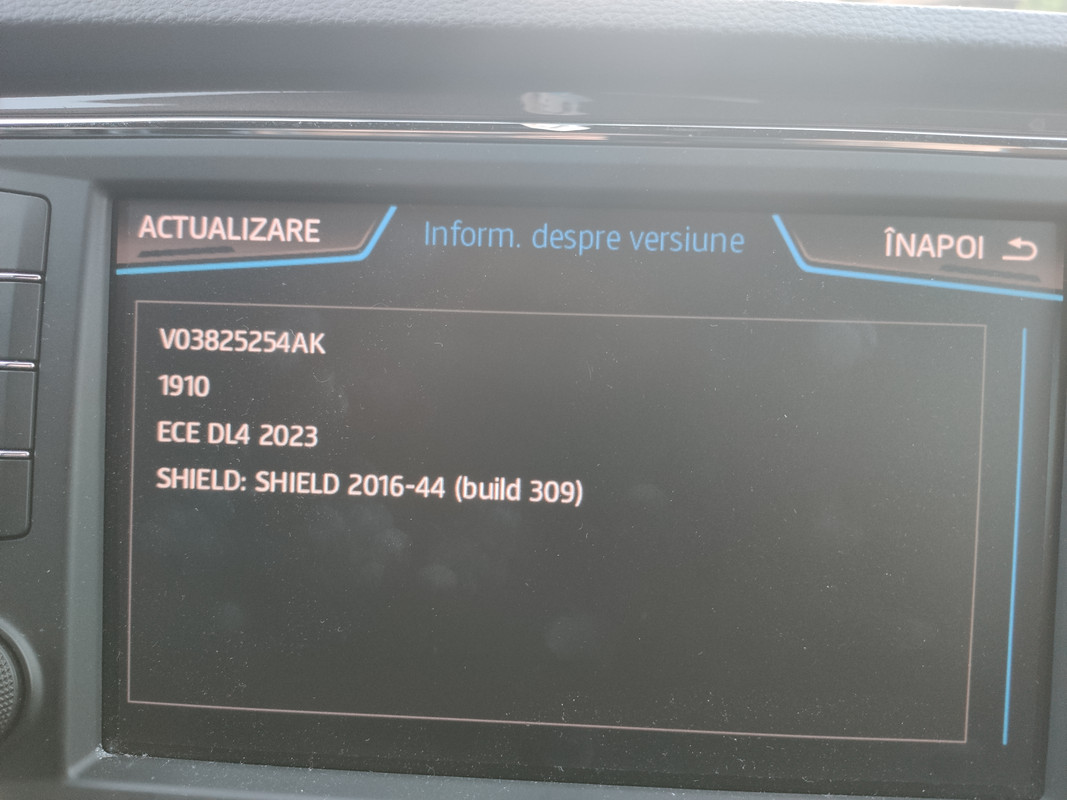 ACTUALIZARE
Inform. despre versiune
ÎNAPOI
V03825254AK
1910
ECE DL4 2023
SHIELD: SHIELD 2016-44 (build 309)